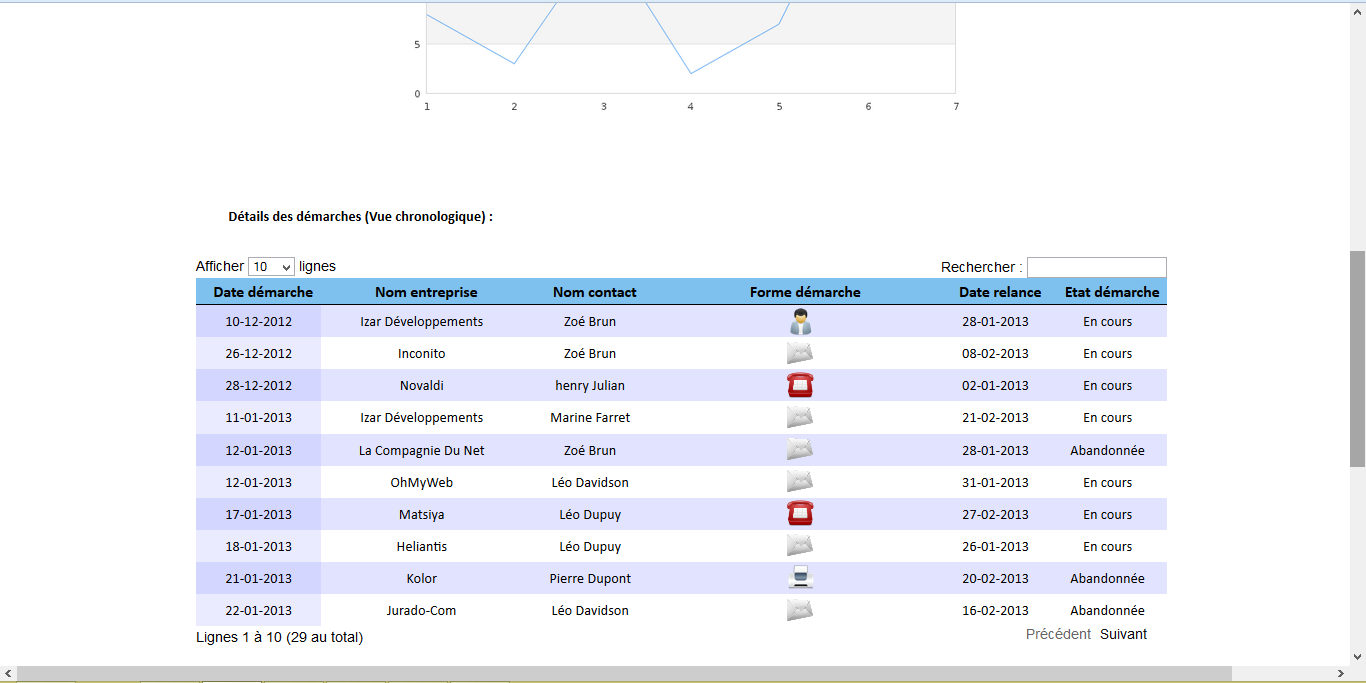 5
0
1 2 3 4 5 6 7
Détails des démarches (Vue chronologique) :
Afficher 10 lignes Rechercher :
Date démarche Nom entreprise Nom contact Forme démarche Date relance Etat démarche
10-12-2012 Izar Développements Zoé Brun 28-01-2013 En cours
26-12-2012 Inconito Zoé Brun 08-02-2013 En cours
28-12-2012 Novaldi henry Julian 02-01-2013 En cours
11-01-2013 Izar Développements Marine Farret 21-02-2013 En cours
12-01-2013 La Compagnie Du Net Zoé Brun 28-01-2013 Abandonnée
12-01-2013 OhMyWeb Léo Davidson 31-01-2013 En cours
17-01-2013 Matsiya Léo Dupuy 27-02-2013 En cours
18-01-2013 Heliantis Léo Dupuy 26-01-2013 En cours
21-01-2013 Kolor Pierre Dupont 20-02-2013 Abandonnée
22-01-2013 Jurado-Com Léo Davidson 16-02-2013 Abandonnée
Lignes 1 à 10 (29 au total) Précédent Suivant